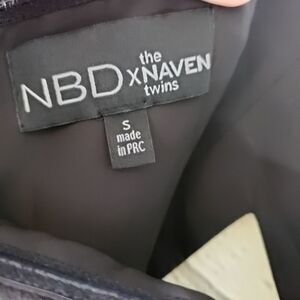 the
NBD xNAVEN
twins
S
made
in PRC